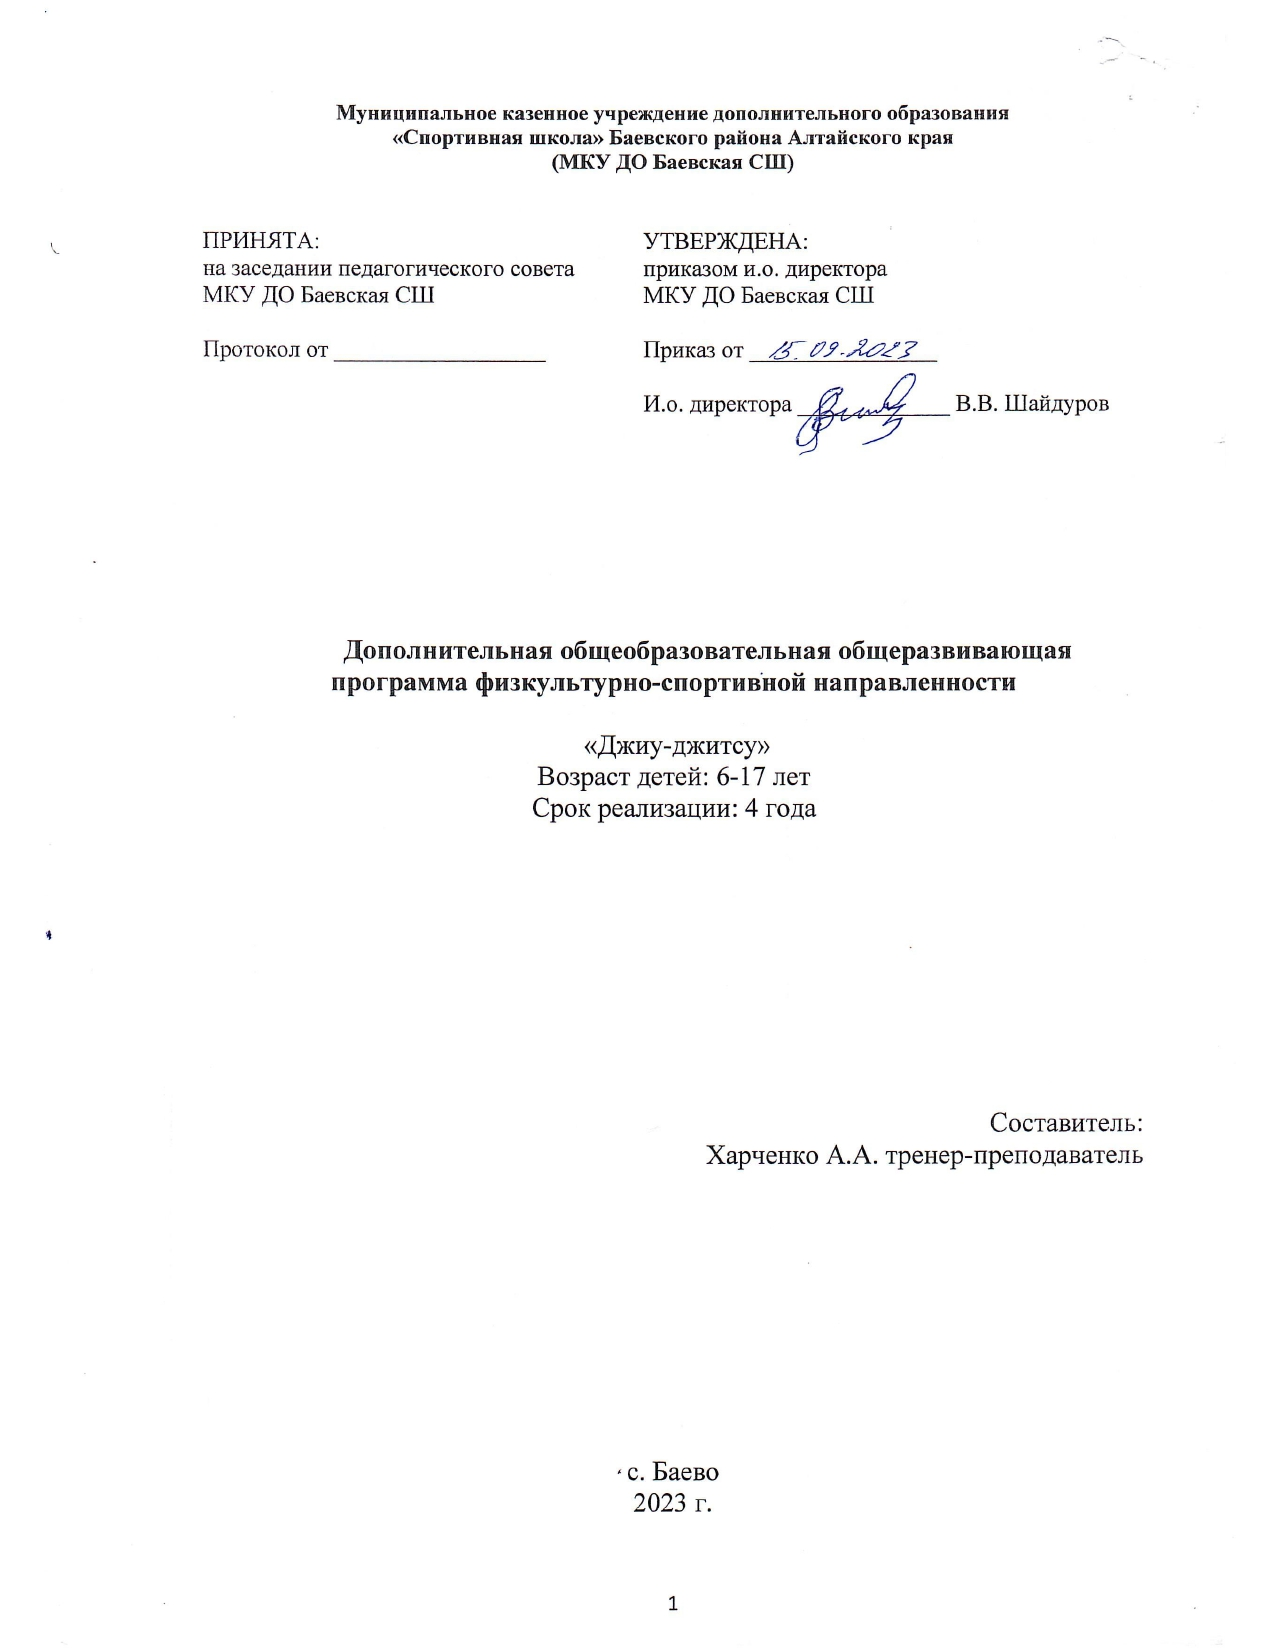 Муниципальное казенное учреждение дополнительного образования
«Спортивная школа» Баевского района Алтайского края
(МКУ ДО Баевская СШ)
ПРИНЯТА:
на заседании педагогического совета
МКУ ДО Баевская СШ
Протокол от __________________
УТВЕРЖДЕНА:
приказом и.о. директора
МКУ ДО Баевская СШ
Приказ от 15.09.2023
И.о. директора _____________ В.В. Шайдуров
Дополнительная общеобразовательная общеразвивающая
программа физкультурно-спортивной направленности
«Джиу-джитсу»
Возраст детей: 6-17 лет
Срок реализации: 4 года
Составитель:
Харченко А.А. тренер-преподаватель
с. Баево
2023 г.
1